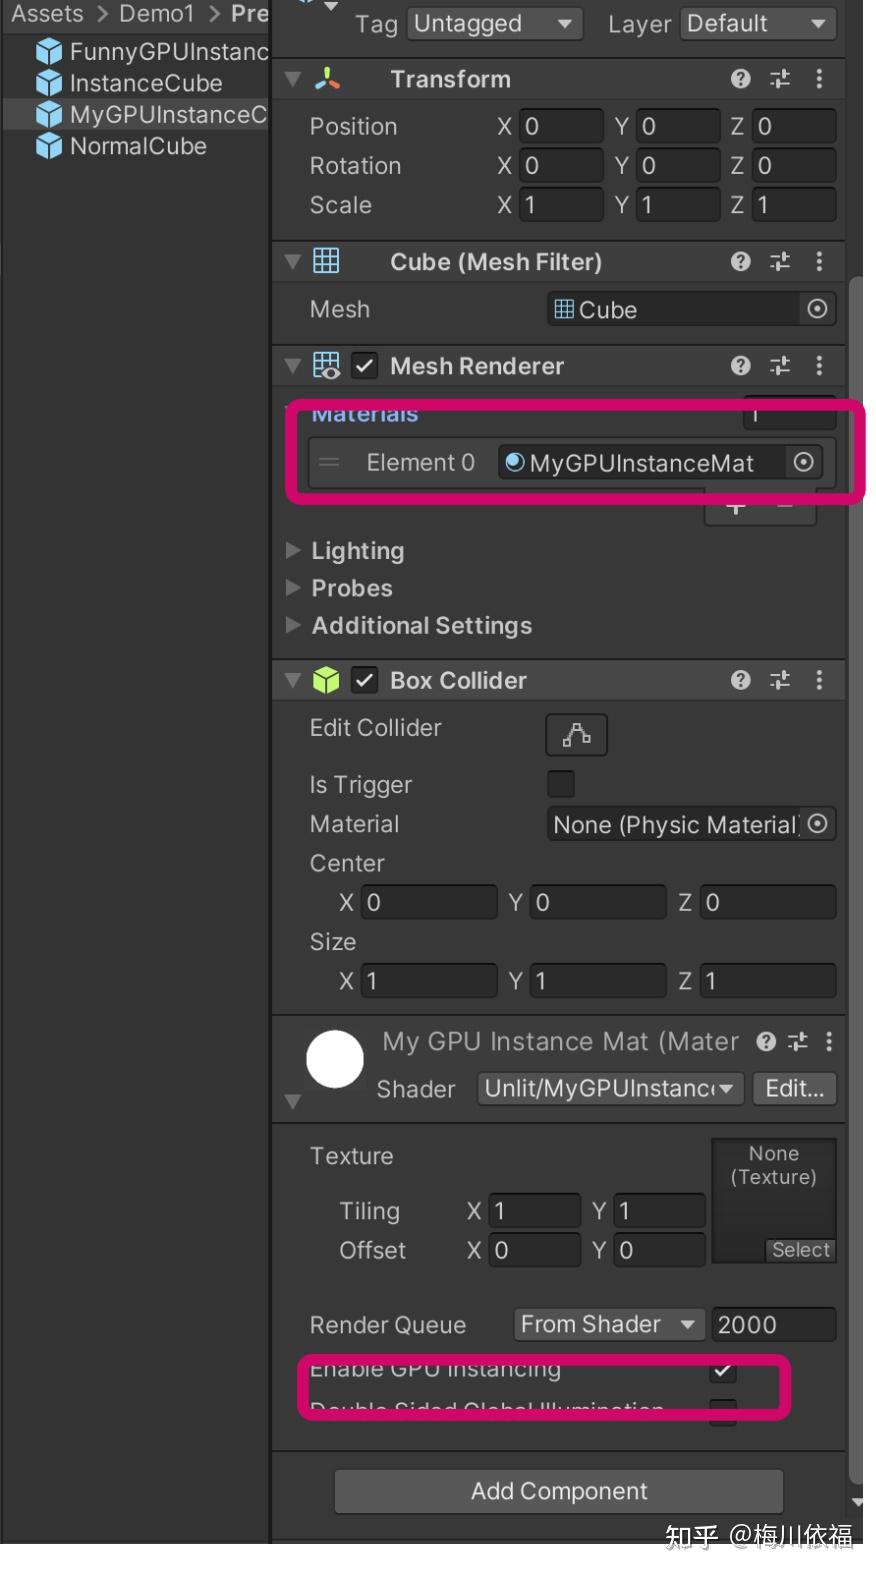 Assets > Demo1 > Pre
FunnyGPUInstanc
InstanceCube
MyGPUInstanceC
NormalCube
Tag Untagged Layer Default
Transform
Position X 0 Y 0 Z 0
Rotation X 0 Y 0 Z 0
Scale X 1 Y 1 Z 1
Cube (Mesh Filter)
Mesh Cube
Mesh Renderer
Materials 1
Element 0 MyGPUInstanceMat
Lighting
Probes
Additional Settings
Box Collider
Edit Collider
Is Trigger
Material None (Physic Material)
Center
X 0 Y 0 Z 0
Size
X 1 Y 1 Z 1
My GPU Instance Mat (Mater
Shader Unlit/MyGPUInstanc Edit...
Texture None
(Texture)
Tiling X 1 Y 1
Offset X 0 Y 0
Select
Render Queue From Shader 2000
Enable GPU Instancing
Double Sided Global Illumination
Add Component
知乎 @梅川依福